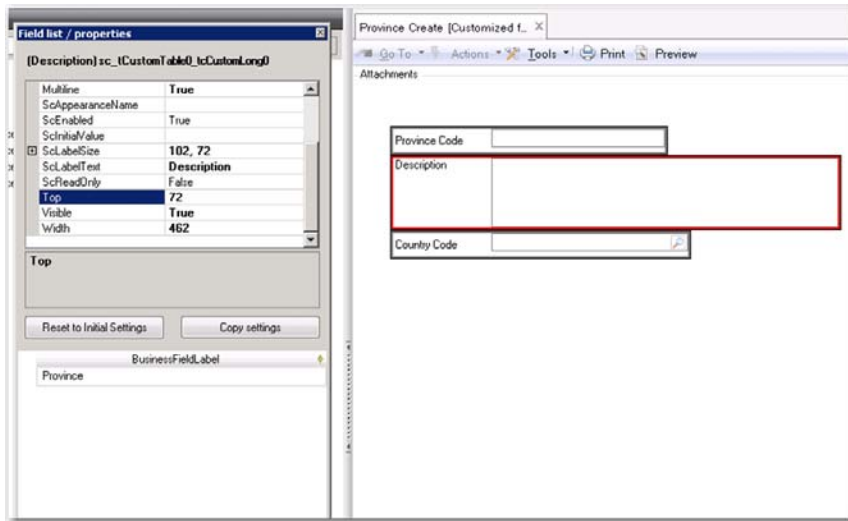 Field list / properties
(Description) sc_tCustomTable0_tcCustomLong0
Multiline True
ScAppearanceName
ScEnabled True
ScInitialValue
ScLabelSize 102, 72
ScLabelText Description
ScReadOnly False
Top 72
Visible True
Width 462
Top
Reset to Initial Settings Copy settings
BusinessFieldLabel
Province
Province Create [Customized f...
Go To Actions Tools Print Preview
Attachments
Province Code
Description
Country Code